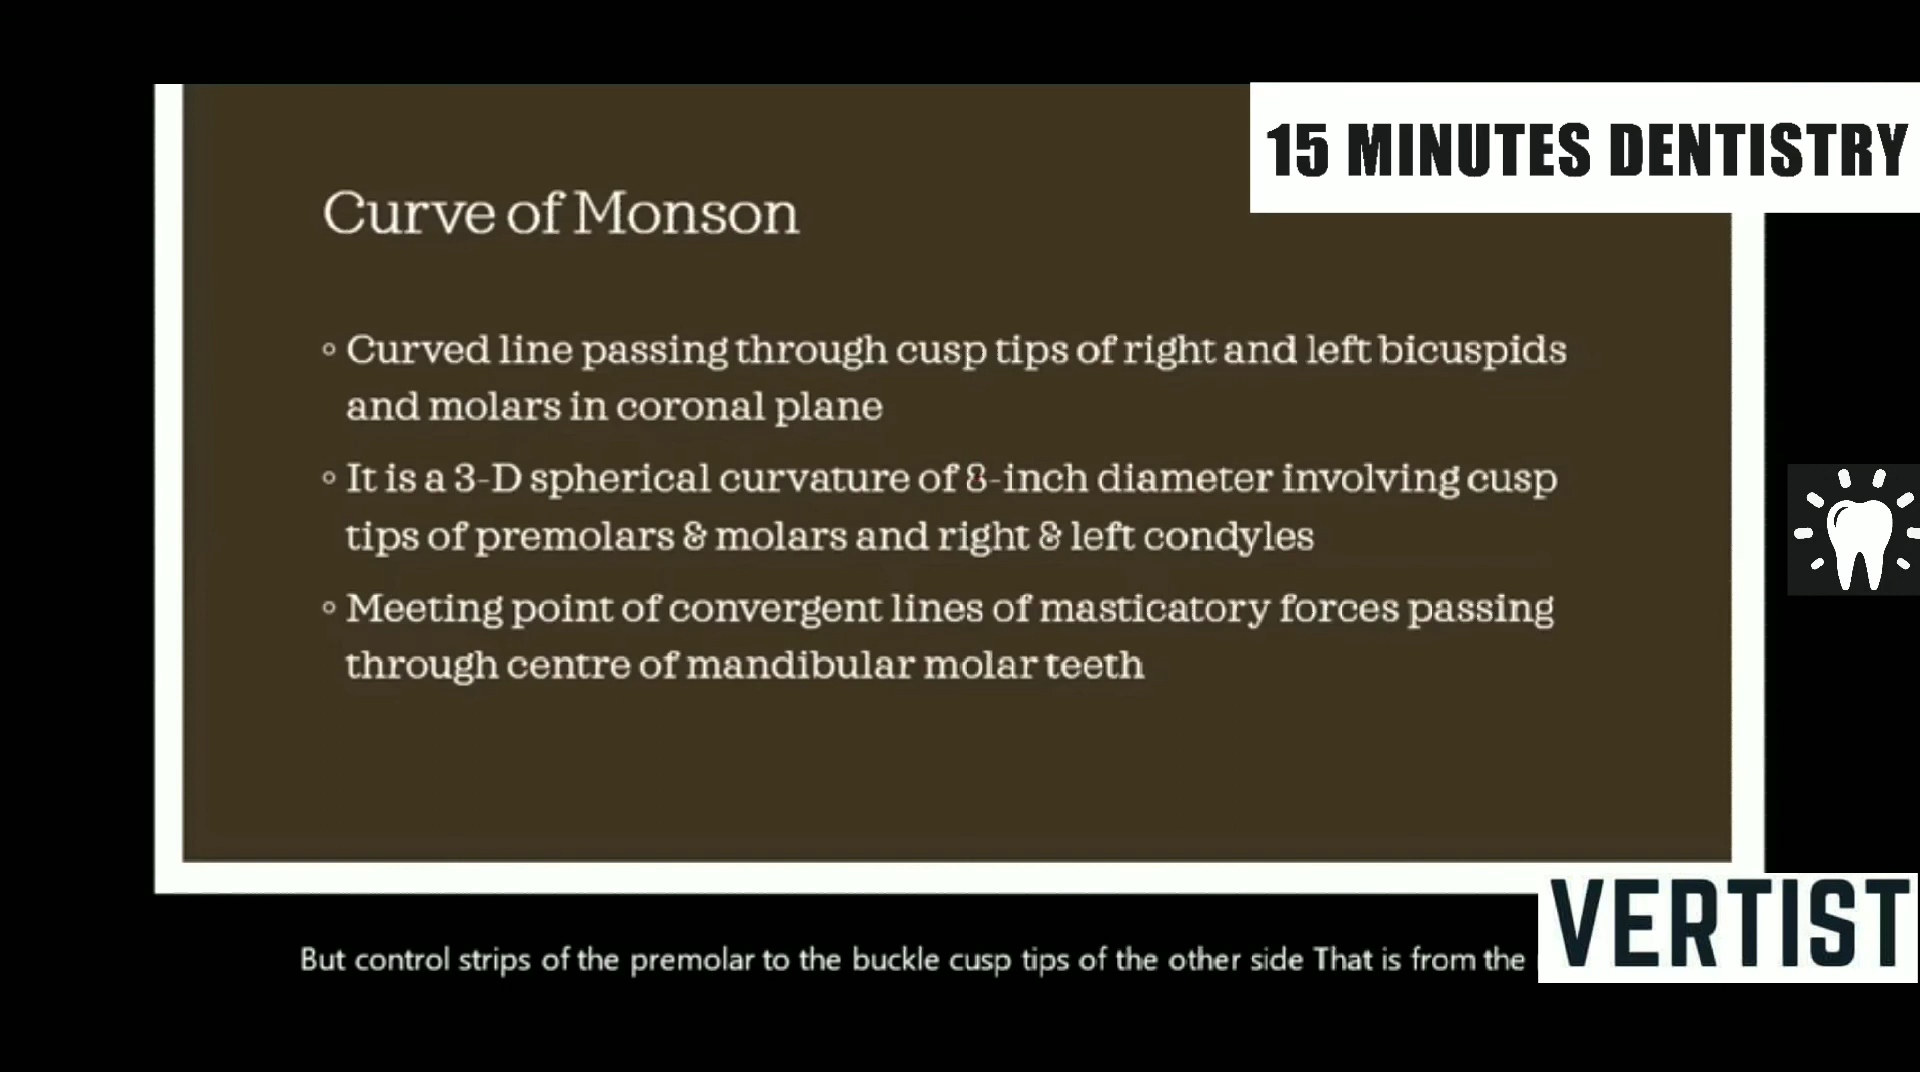 15 MINUTES DENTISTRY
Curve of Monson
◦ Curved line passing through cusp tips of right and left bicuspids
and molars in coronal plane
◦ It is a 3-D spherical curvature of 8-inch diameter involving cusp
tips of premolars & molars and right & left condyles
◦ Meeting point of convergent lines of masticatory forces passing
through centre of mandibular molar teeth
VERTIST
But control strips of the premolar to the buckle cusp tips of the other side That is from the